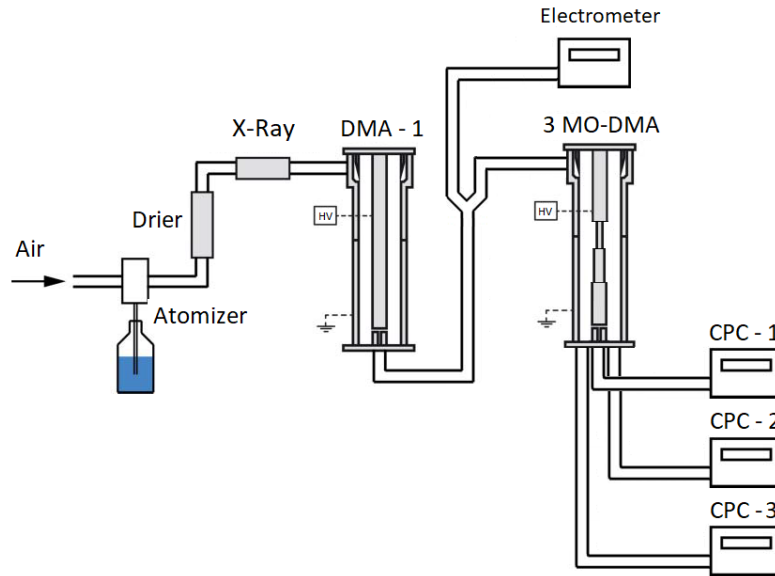 Electrometer
X-Ray
DMA - 1
3 MO-DMA
HV
HV
Drier
Air
Atomizer
CPC - 1
CPC - 2
CPC - 3